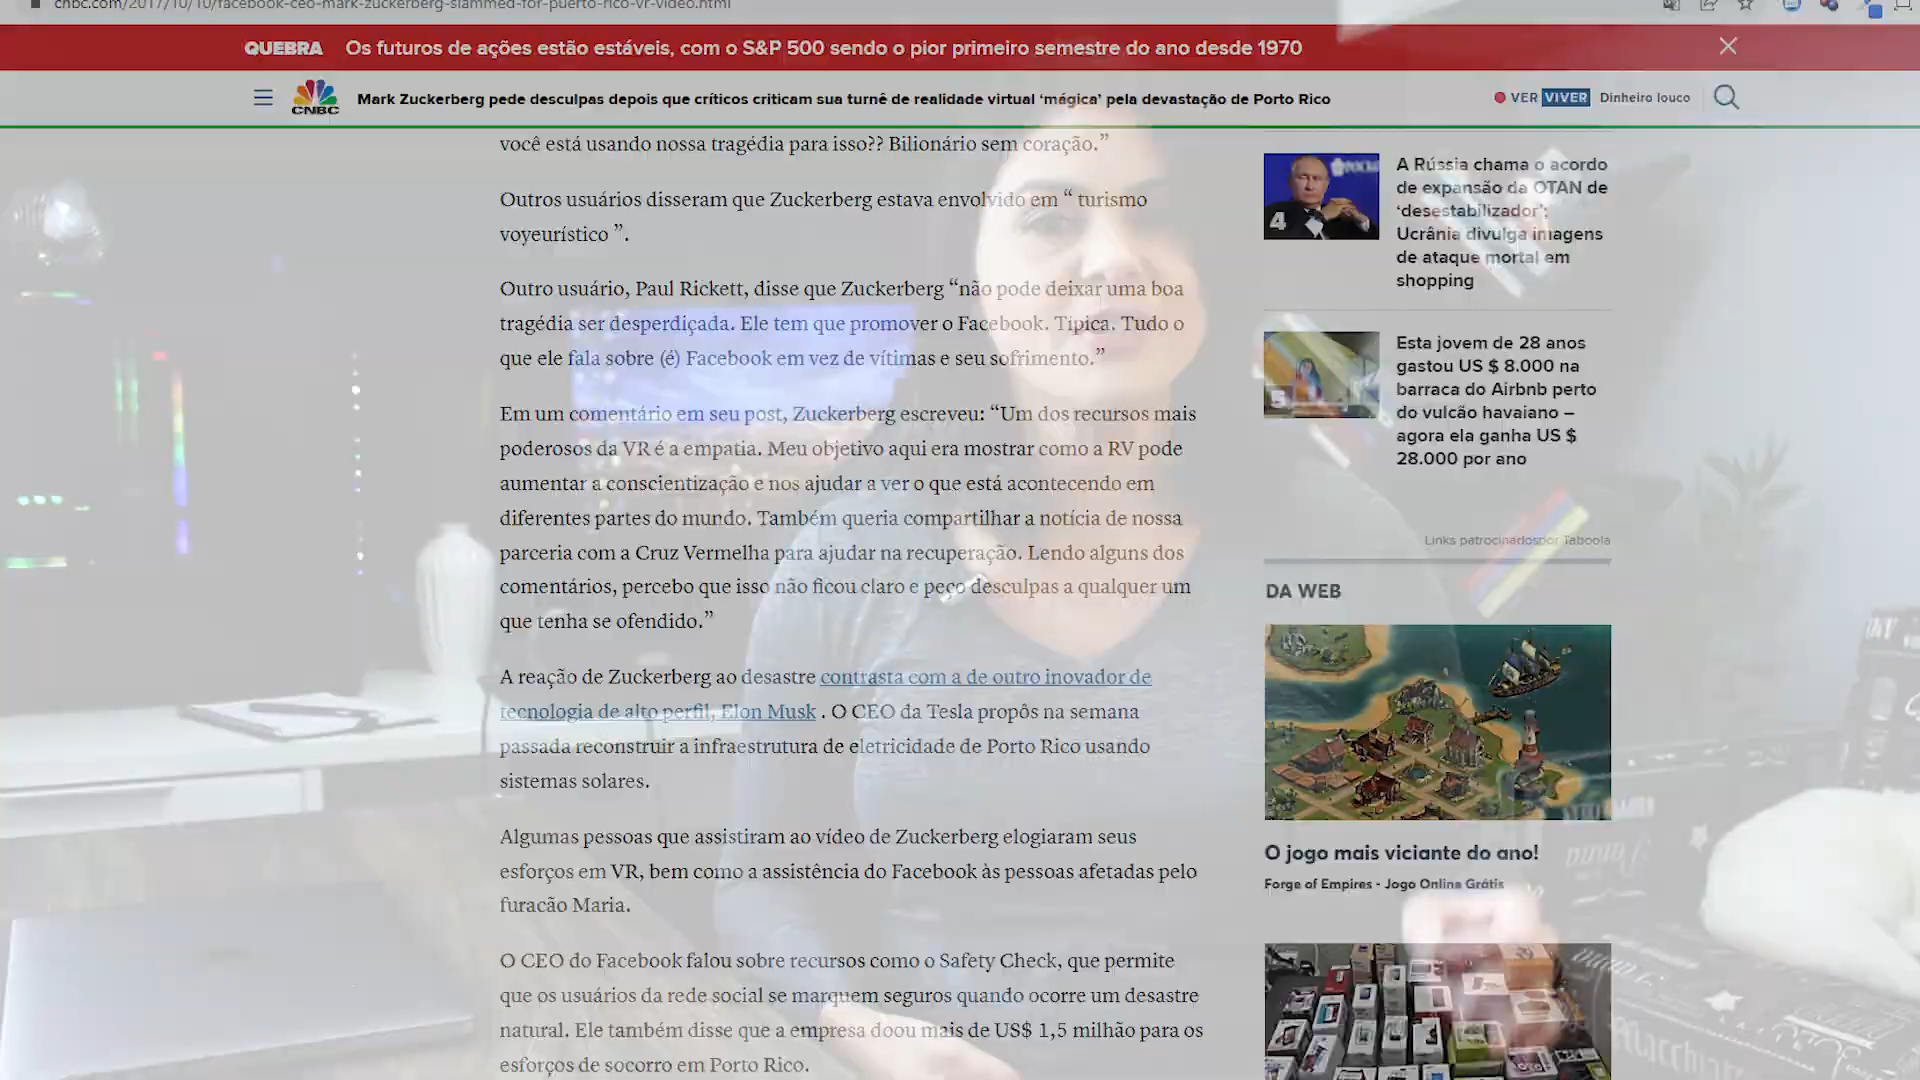 cnbc.com/2017/10/10/facebook-ceo-mark-zuckerberg-slammed-for-puerto-rico-vr-video.html
QUEBRA Os futuros de ações estão estáveis, com o S&P 500 sendo o pior primeiro semestre do ano desde 1970
CNBC Mark Zuckerberg pede desculpas depois que críticos criticam sua turnê de realidade virtual ‘mágica’ pela devastação de Porto Rico
VER VIVER Dinheiro louco
você está usando nossa tragédia para isso?? Bilionário sem coração.”
Outros usuários disseram que Zuckerberg estava envolvido em “ turismo
voyeurístico ”.
Outro usuário, Paul Rickett, disse que Zuckerberg “não pode deixar uma boa
tragédia ser desperdiçada. Ele tem que promover o Facebook. Típica. Tudo o
que ele fala sobre (é) Facebook em vez de vítimas e seu sofrimento.”
Em um comentário em seu post, Zuckerberg escreveu: “Um dos recursos mais
poderosos da VR é a empatia. Meu objetivo aqui era mostrar como a RV pode
aumentar a conscientização e nos ajudar a ver o que está acontecendo em
diferentes partes do mundo. Também queria compartilhar a notícia de nossa
parceria com a Cruz Vermelha para ajudar na recuperação. Lendo alguns dos
comentários, percebo que isso não ficou claro e peço desculpas a qualquer um
que tenha se ofendido.”
A reação de Zuckerberg ao desastre contrasta com a de outro inovador de
tecnologia de alto perfil, Elon Musk . O CEO da Tesla propôs na semana
passada reconstruir a infraestrutura de eletricidade de Porto Rico usando
sistemas solares.
Algumas pessoas que assistiram ao vídeo de Zuckerberg elogiaram seus
esforços em VR, bem como a assistência do Facebook às pessoas afetadas pelo
furacão Maria.
O CEO do Facebook falou sobre recursos como o Safety Check, que permite
que os usuários da rede social se marquem seguros quando ocorre um desastre
natural. Ele também disse que a empresa doou mais de US$ 1,5 milhão para os
esforços de socorro em Porto Rico.
4
A Rússia chama o acordo
de expansão da OTAN de
‘desestabilizador’;
Ucrânia divulga imagens
de ataque mortal em
shopping
5
Esta jovem de 28 anos
gastou US $ 8.000 na
barraca do Airbnb perto
do vulcão havaiano –
agora ela ganha US $
28.000 por ano
Links patrocinadospor Taboola
DA WEB
O jogo mais viciante do ano!
Forge of Empires - Jogo Online Grátis